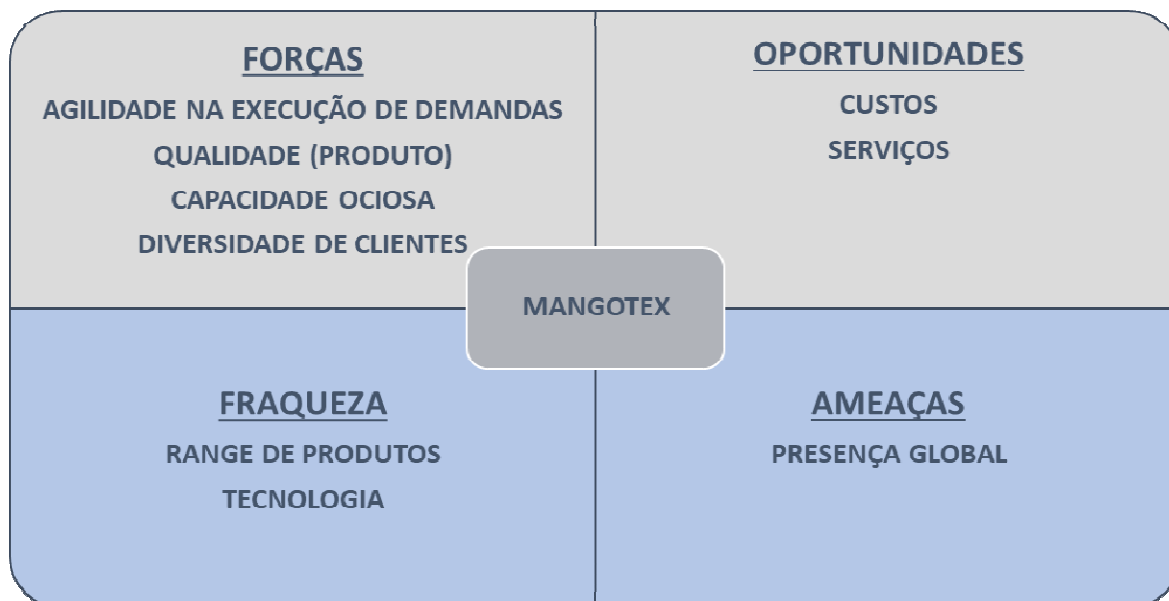 FORÇAS
AGILIDADE NA EXECUÇÃO DE DEMANDAS
QUALIDADE (PRODUTO)
CAPACIDADE OCIOSA
DIVERSIDADE DE CLIENTES
OPORTUNIDADES
CUSTOS
SERVIÇOS
MANGOTEX
FRAQUEZA
RANGE DE PRODUTOS
TECNOLOGIA
AMEAÇAS
PRESENÇA GLOBAL